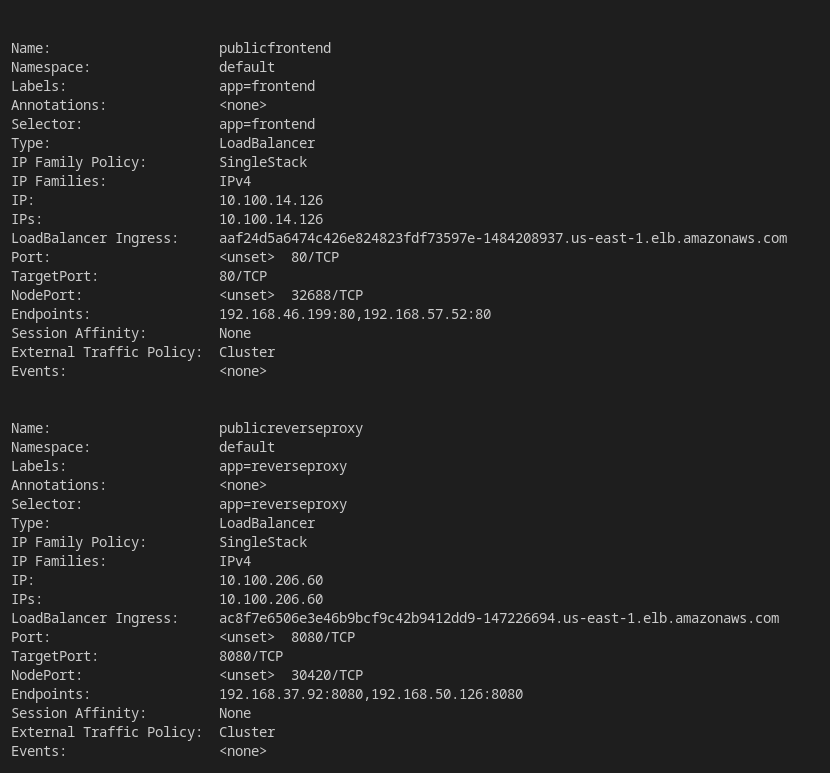 Name:                     publicfrontend
Namespace:                default
Labels:                   app=frontend
Annotations:              <none>
Selector:                 app=frontend
Type:                     LoadBalancer
IP Family Policy:         SingleStack
IP Families:              IPv4
IP:                       10.100.14.126
IPs:                      10.100.14.126
LoadBalancer Ingress:     aaf24d5a6474c426e824823fdf73597e-1484208937.us-east-1.elb.amazonaws.com
Port:                     <unset>  80/TCP
TargetPort:               80/TCP
NodePort:                 <unset>  32688/TCP
Endpoints:                192.168.46.199:80,192.168.57.52:80
Session Affinity:         None
External Traffic Policy:  Cluster
Events:                   <none>

Name:                     publicreverseproxy
Namespace:                default
Labels:                   app=reverseproxy
Annotations:              <none>
Selector:                 app=reverseproxy
Type:                     LoadBalancer
IP Family Policy:         SingleStack
IP Families:              IPv4
IP:                       10.100.206.60
IPs:                      10.100.206.60
LoadBalancer Ingress:     ac8f7e6506e3e46b9bcf9c42b9412dd9-147226694.us-east-1.elb.amazonaws.com
Port:                     <unset>  8080/TCP
TargetPort:               8080/TCP
NodePort:                 <unset>  30420/TCP
Endpoints:                192.168.37.92:8080,192.168.50.126:8080
Session Affinity:         None
External Traffic Policy:  Cluster
Events:                   <none>